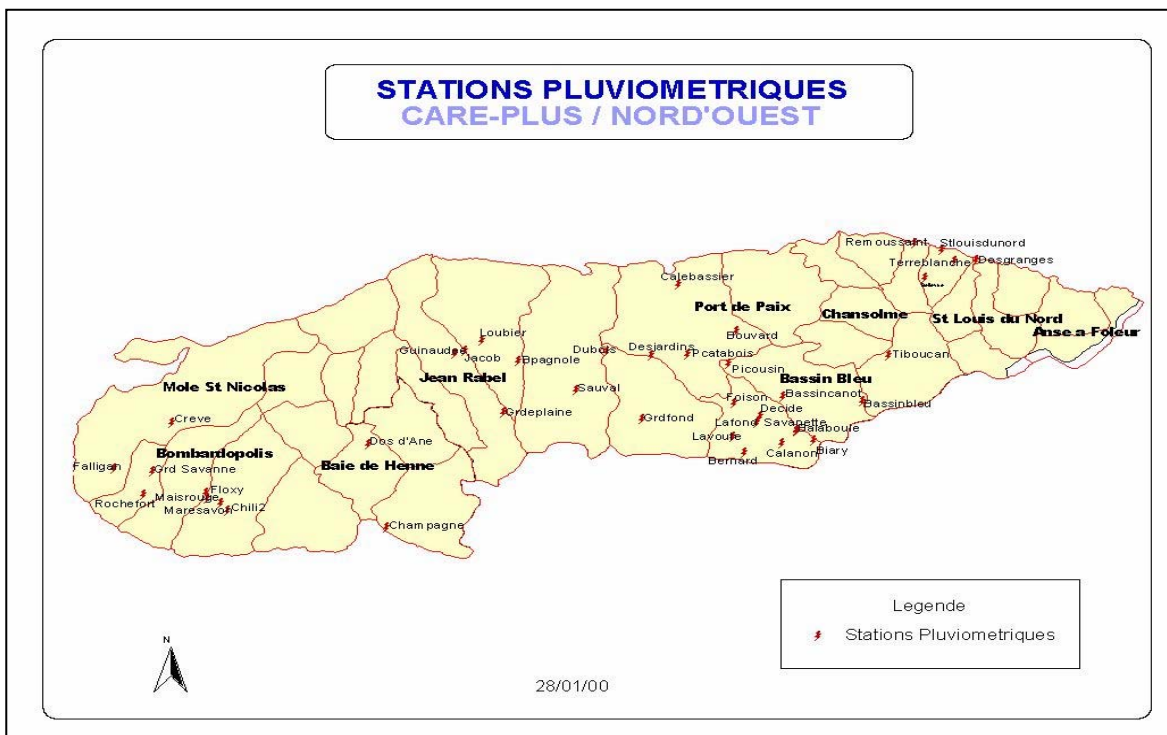 STATIONS PLUVIOMETRIQUES
CARE-PLUS / NORD'OUEST
Remoussaint
Stlouisdunord
Terreblanche
Desgranges
Calebassier
Port de Paix
Chansolme
St Louis du Nord
Anse a Foleur
Bouvard
Loubier
Guinaudee
Jacob
Bpagnole
Dubois
Desjardins
Pcatabois
Tiboucan
Picousin
Jean Rabel
Bassin Bleu
Mole St Nicolas
Sauval
Bassincanot
Foison
Bassinbleu
Decide
Grdeplaine
Creve
Grdfond
Lafond
Savanette
Balaboule
Lavoute
Dos d'Ane
Bombardopolis
Baie de Henne
Calanon
Biary
Bernard
Falligan
Grd Savanne
Rochefort
Maisrouge
Floxy
Maresavon
Chili2
Champagne
Legende
Stations Pluviometriques
N
28/01/00